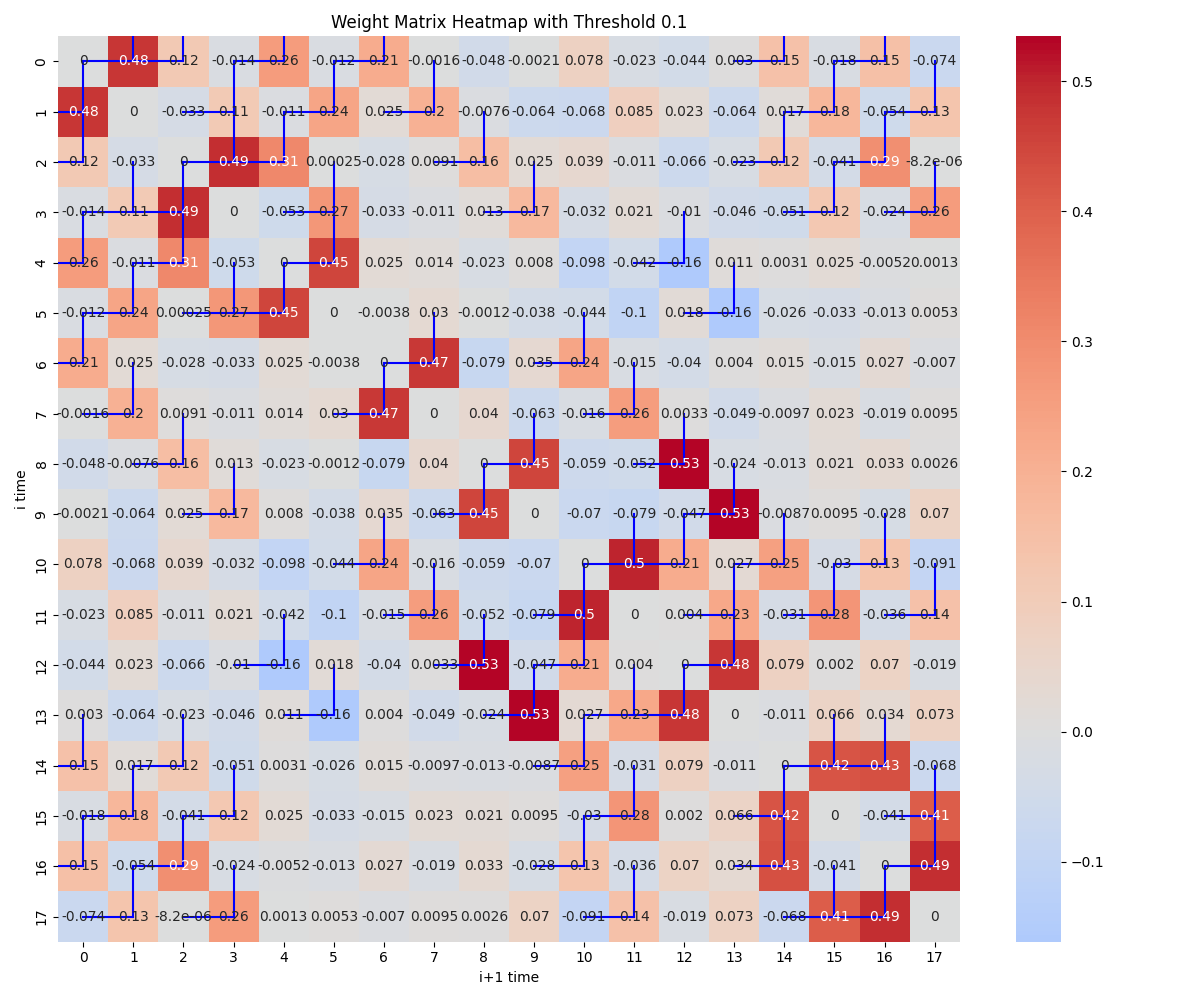 Weight Matrix Heatmap with Threshold 0.1
0 0 0.48 0.12 -0.014 0.26 -0.012 0.21 -0.0016 -0.048 -0.0021 0.078 -0.023 -0.044 0.003 0.15 -0.018 0.15 -0.074
1 0.48 0 -0.033 0.11 -0.011 0.24 0.025 0.2 -0.0076 -0.064 -0.068 0.085 0.023 -0.064 0.017 0.18 -0.054 0.13
2 0.12 -0.033 0 0.49 0.31 0.00025 -0.028 0.0091 0.16 0.025 0.039 -0.011 -0.066 -0.023 0.12 -0.041 0.29 -8.2e-06
3 -0.014 0.11 0.49 0 -0.053 0.27 -0.033 -0.011 0.013 0.17 -0.032 0.021 -0.01 -0.046 -0.051 0.12 -0.024 0.26
4 0.26 -0.011 0.31 -0.053 0 0.45 0.025 0.014 -0.023 0.008 -0.098 -0.042 -0.16 0.011 0.0031 0.025 -0.0052 0.0013
5 -0.012 0.24 0.00025 0.27 0.45 0 -0.0038 0.03 -0.0012 -0.038 -0.044 -0.1 0.018 -0.16 -0.026 -0.033 -0.013 0.0053
6 0.21 0.025 -0.028 -0.033 0.025 -0.0038 0 0.47 -0.079 0.035 0.24 -0.015 -0.04 0.004 0.015 -0.015 0.027 -0.007
7 -0.0016 0.2 0.0091 -0.011 0.014 0.03 0.47 0 0.04 -0.063 -0.016 0.26 0.0033 -0.049 -0.0097 0.023 -0.019 0.0095
8 -0.048 -0.0076 0.16 0.013 -0.023 -0.0012 -0.079 0.04 0 0.45 -0.059 -0.052 0.53 -0.024 -0.013 0.021 0.033 0.0026
9 -0.0021 -0.064 0.025 0.17 0.008 -0.038 0.035 -0.063 0.45 0 -0.07 -0.079 -0.047 0.53 -0.0087 0.0095 -0.028 0.07
10 0.078 -0.068 0.039 -0.032 -0.098 -0.044 0.24 -0.016 -0.059 -0.07 0 0.5 0.21 0.027 0.25 -0.03 0.13 -0.091
11 -0.023 0.085 -0.011 0.021 -0.042 -0.1 -0.015 0.26 -0.052 -0.079 0.5 0 0.004 0.23 -0.031 0.28 -0.036 0.14
12 -0.044 0.023 -0.066 -0.01 -0.16 0.018 -0.04 0.0033 0.53 -0.047 0.21 0.004 0 0.48 0.079 0.002 0.07 -0.019
13 0.003 -0.064 -0.023 -0.046 0.011 -0.16 0.004 -0.049 -0.024 0.53 0.027 0.23 0.48 0 -0.011 0.066 0.034 0.073
14 0.15 0.017 0.12 -0.051 0.0031 -0.026 0.015 -0.0097 -0.013 -0.0087 0.25 -0.031 0.079 -0.011 0 0.42 0.43 -0.068
15 -0.018 0.18 -0.041 0.12 0.025 -0.033 -0.015 0.023 0.021 0.0095 -0.03 0.28 0.002 0.066 0.42 0 -0.041 0.41
16 0.15 -0.054 0.29 -0.024 -0.0052 -0.013 0.027 -0.019 0.033 -0.028 0.13 -0.036 0.07 0.034 0.43 -0.041 0 0.49
17 -0.074 0.13 -8.2e-06 0.26 0.0013 0.0053 -0.007 0.0095 0.0026 0.07 -0.091 0.14 -0.019 0.073 -0.068 0.41 0.49 0
0 1 2 3 4 5 6 7 8 9 10 11 12 13 14 15 16 17
i+1 time
i time
0.5
0.4
0.3
0.2
0.1
0.0
−0.1